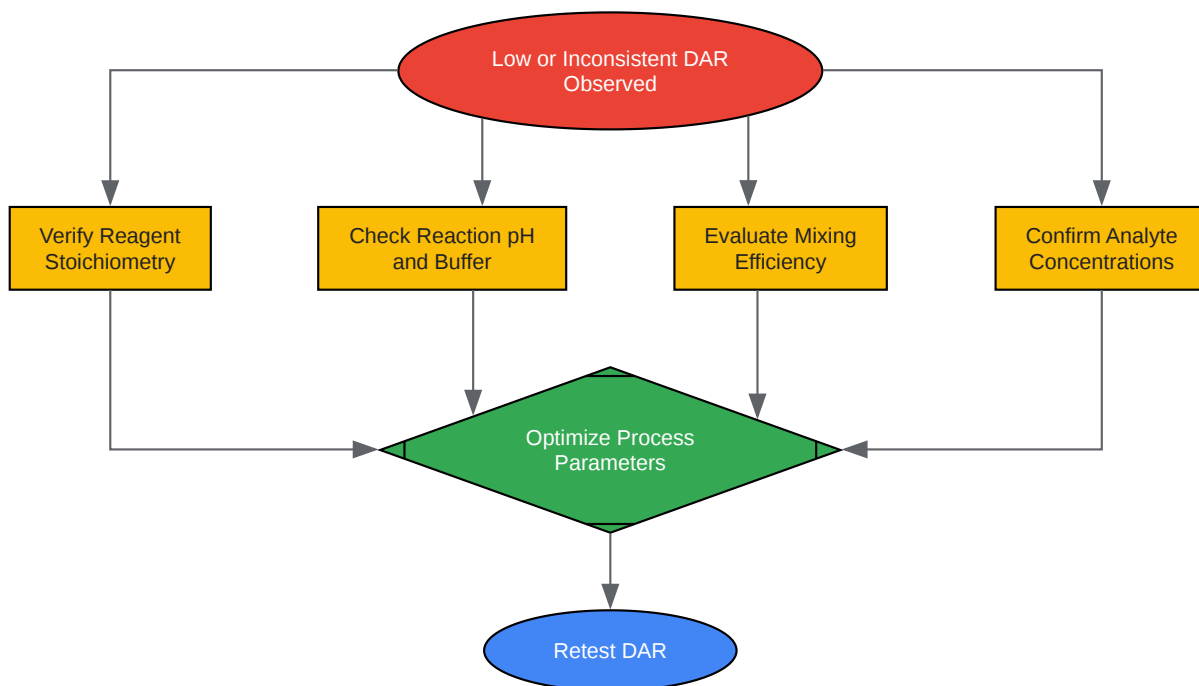 Low or Inconsistent DAR
Observed
Verify Reagent
Stoichiometry
Check Reaction pH
and Buffer
Evaluate Mixing
Efficiency
Confirm Analyte
Concentrations
Optimize Process
Parameters
Retest DAR